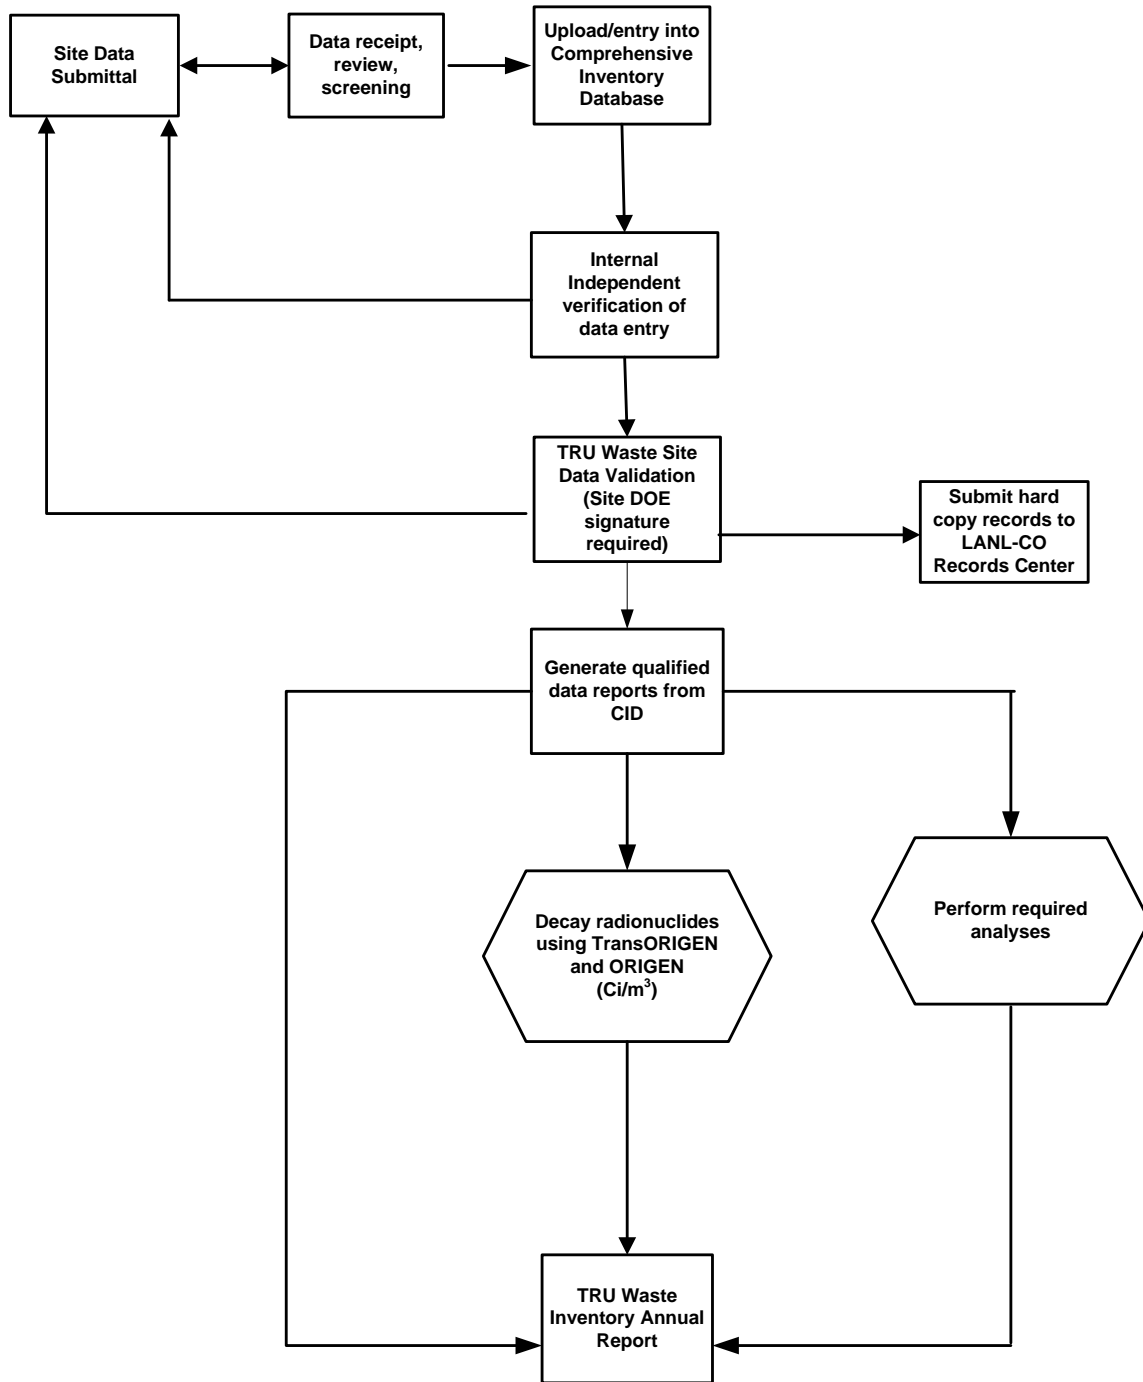 Site Data
Submittal
Data receipt,
review,
screening
Upload/entry into
Comprehensive
Inventory
Database
Internal
Independent
verification of
data entry
TRU Waste Site
Data Validation
(Site DOE
signature
required)
Submit hard
copy records to
LANL-CO
Records Center
Generate qualified
data reports from
CID
Decay radionuclides
using TransORIGEN
and ORIGEN
(Ci/m³)
Perform required
analyses
TRU Waste
Inventory Annual
Report